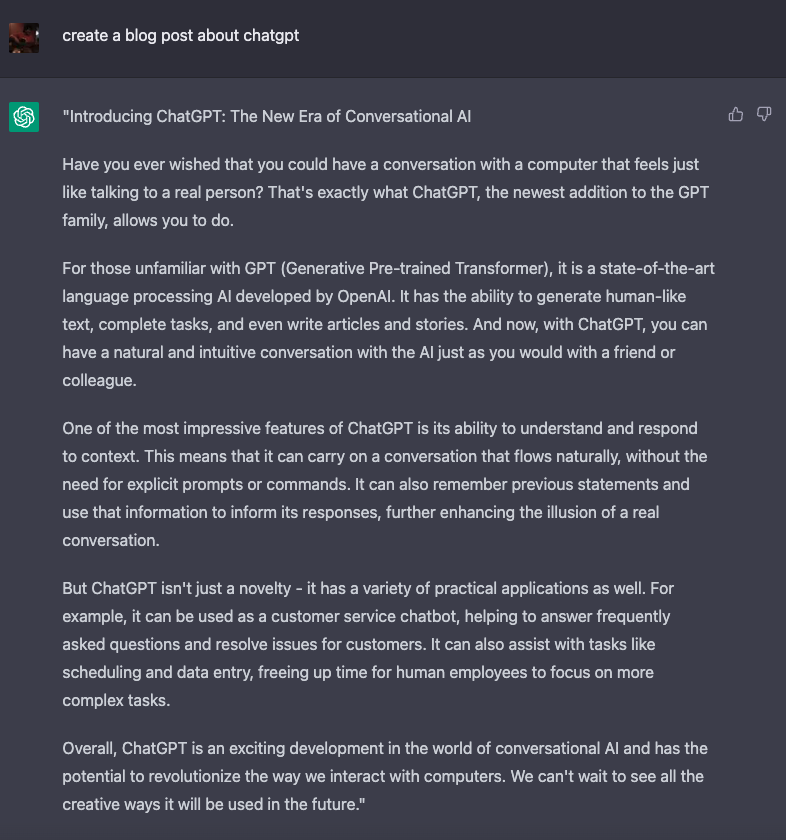 create a blog post about chatgpt
"Introducing ChatGPT: The New Era of Conversational AI
Have you ever wished that you could have a conversation with a computer that feels just
like talking to a real person? That's exactly what ChatGPT, the newest addition to the GPT
family, allows you to do.
For those unfamiliar with GPT (Generative Pre-trained Transformer), it is a state-of-the-art
language processing AI developed by OpenAI. It has the ability to generate human-like
text, complete tasks, and even write articles and stories. And now, with ChatGPT, you can
have a natural and intuitive conversation with the AI just as you would with a friend or
colleague.
One of the most impressive features of ChatGPT is its ability to understand and respond
to context. This means that it can carry on a conversation that flows naturally, without the
need for explicit prompts or commands. It can also remember previous statements and
use that information to inform its responses, further enhancing the illusion of a real
conversation.
But ChatGPT isn't just a novelty - it has a variety of practical applications as well. For
example, it can be used as a customer service chatbot, helping to answer frequently
asked questions and resolve issues for customers. It can also assist with tasks like
scheduling and data entry, freeing up time for human employees to focus on more
complex tasks.
Overall, ChatGPT is an exciting development in the world of conversational AI and has the
potential to revolutionize the way we interact with computers. We can't wait to see all the
creative ways it will be used in the future."